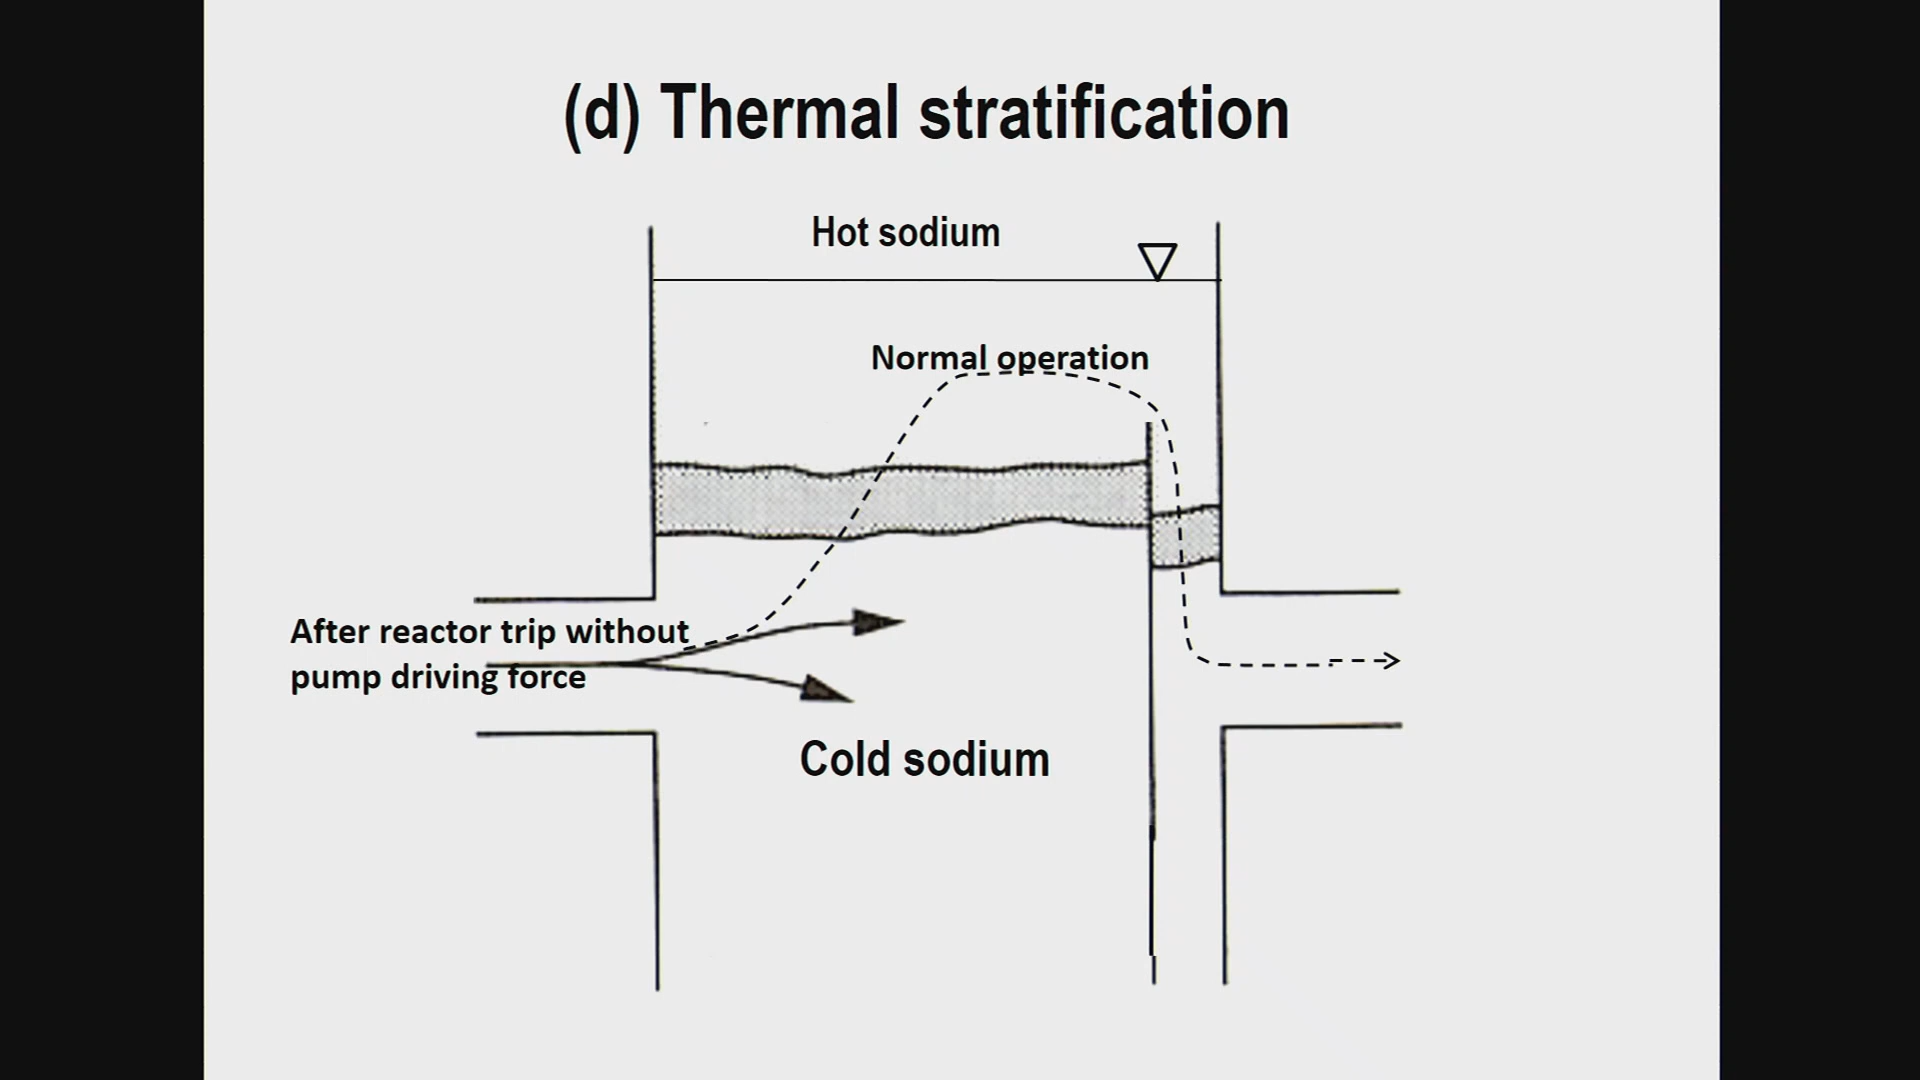 (d) Thermal stratification
Hot sodium
Normal operation
After reactor trip without
pump driving force
Cold sodium